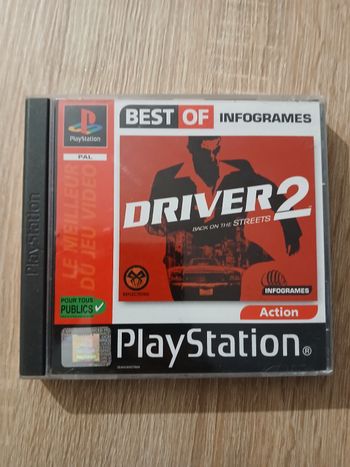 PlayStation
PlayStation
PAL
LE MEILLEUR
DU JEU VIDÉO
POUR TOUS
PUBLICS
BEST OF INFOGRAMES
DRIVER 2
BACK ON THE STREETS
REFLECTIONS
INFOGRAMES
Action
PlayStation®